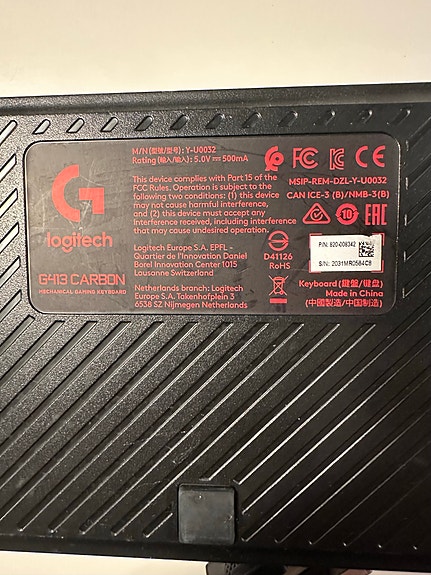 M/N (型號/型号): Y-U0032
Rating (輸入/输入): 5.0V ⎓ 500mA
This device complies with Part 15 of the
FCC Rules. Operation is subject to the
following two conditions: (1) this device
may not cause harmful interference,
and (2) this device must accept any
Interference received, including interference
that may cause undesired operation.
Logitech Europe S.A. EPFL -
Quartier de l'Innovation Daniel
Borel Innovation Center 1015
Lausanne Switzerland
Netherlands branch: Logitech
Europe S.A. Takenhofplein 3
6538 SZ Nijmegen Netherlands
G
logitech
G413 CARBON
MECHANICAL GAMING KEYBOARD
FC CE
MSIP-REM-DZL-Y-U0032
CAN ICE-3 (B)/NMB-3(B)
10 EAC
D41126
RoHS
P/N: 920-008342
S/N: 2031MR0584C8
Keyboard (鍵盤/键盘)
Made in China
(中國製造/中国制造)